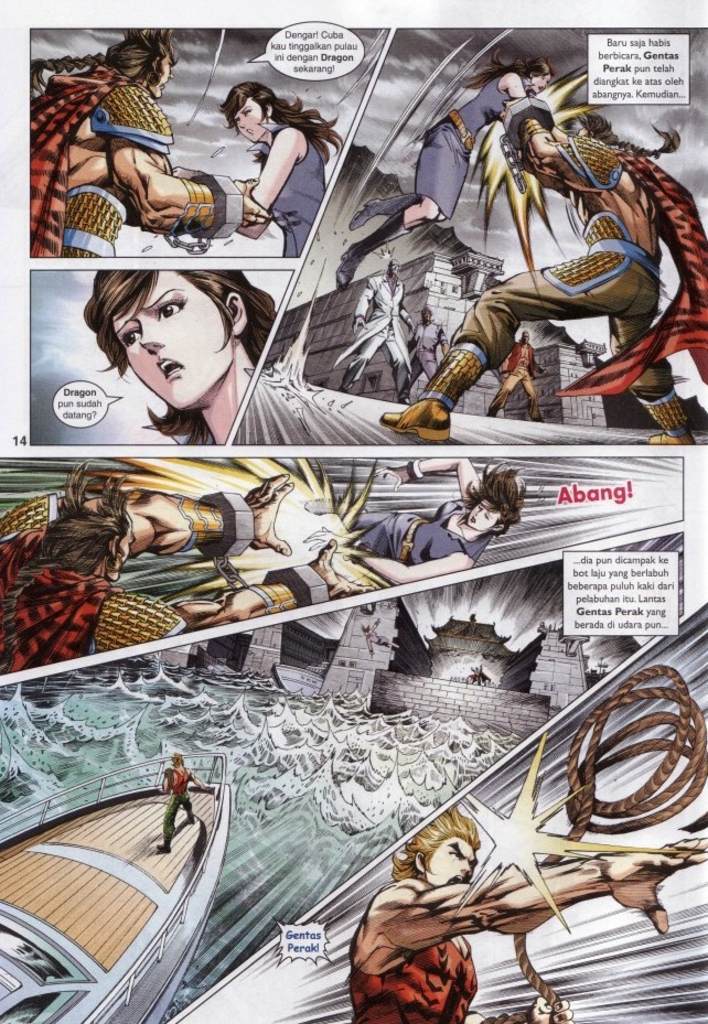 Dengar! Cuba
kau tinggalkan pulau
ini dengan Dragon
sekarang!
Baru saja habis
berbicara, Gentas
Perak pun telah
diangkat ke atas oleh
abangnya. Kemudian...
Dragon
pun sudah
datang?
14
Abang!
...dia pun dicampak ke
bot laju yang berlabuh
beberapa puluh kaki dari
pelabuhan itu. Lantas
Gentas Perak yang
berada di udara pun...
Gentas
Perak!